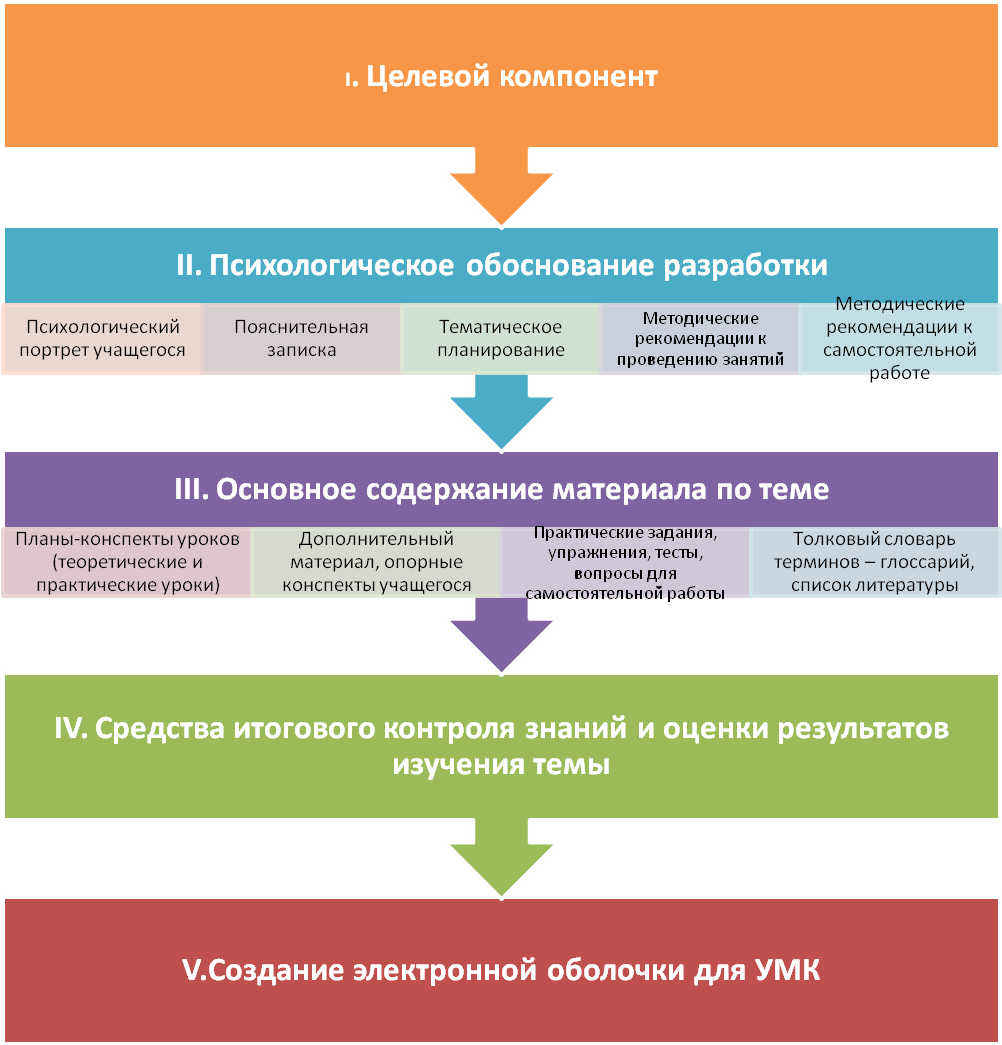 I. Целевой компонент
II. Психологическое обоснование разработки
Психологический
портрет учащегося
Пояснительная
записка
Тематическое
планирование
Методические
рекомендации к
проведению занятий
Методические
рекомендации к
самостоятельной
работе
III. Основное содержание материала по теме
Планы-конспекты уроков
(теоретические и
практические уроки)
Дополнительный
материал, опорные
конспекты учащегося
Практические задания,
упражнения, тесты,
вопросы для
самостоятельной работы
Толковый словарь
терминов – глоссарий,
список литературы
IV. Средства итогового контроля знаний и оценки результатов
изучения темы
V.Создание электронной оболочки для УМК